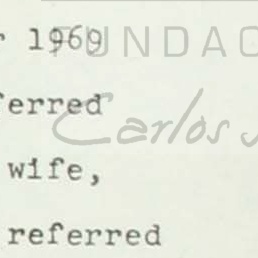 r 1969
FUNDAC
ferred
Carlos
wife,
referred